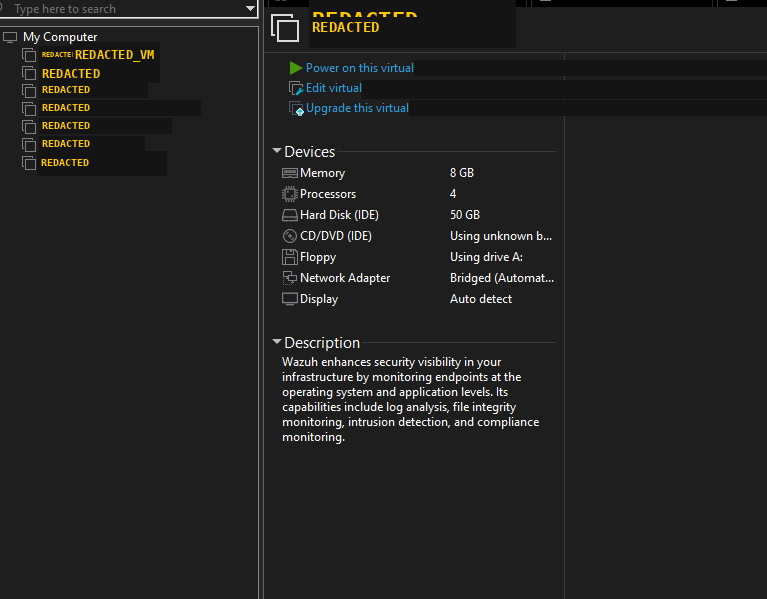 Type here to search
My Computer
REDACTED REDACTED_VM
REDACTED
REDACTED
REDACTED
REDACTED
REDACTED
REDACTED
REDACTED
REDACTED
Power on this virtual
Edit virtual
Upgrade this virtual
Devices
Memory 8 GB
Processors 4
Hard Disk (IDE) 50 GB
CD/DVD (IDE) Using unknown b...
Floppy Using drive A:
Network Adapter Bridged (Automat...
Display Auto detect
Description
Wazuh enhances security visibility in your
infrastructure by monitoring endpoints at the
operating system and application levels. Its
capabilities include log analysis, file integrity
monitoring, intrusion detection, and compliance
monitoring.